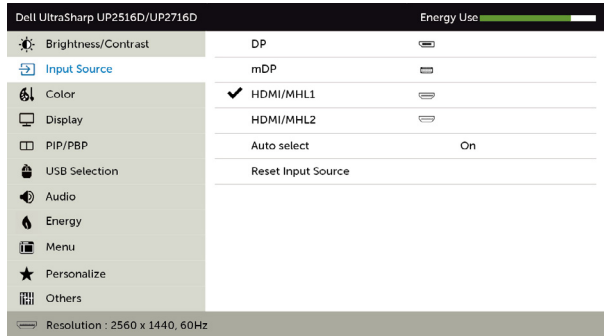 Dell UltraSharp UP2516D/UP2716D Energy Use
Brightness/Contrast DP
Input Source mDP
Color HDMI/MHL1
Display HDMI/MHL2
PIP/PBP Auto select On
USB Selection Reset Input Source
Audio
Energy
Menu
Personalize
Others
Resolution : 2560 x 1440, 60Hz